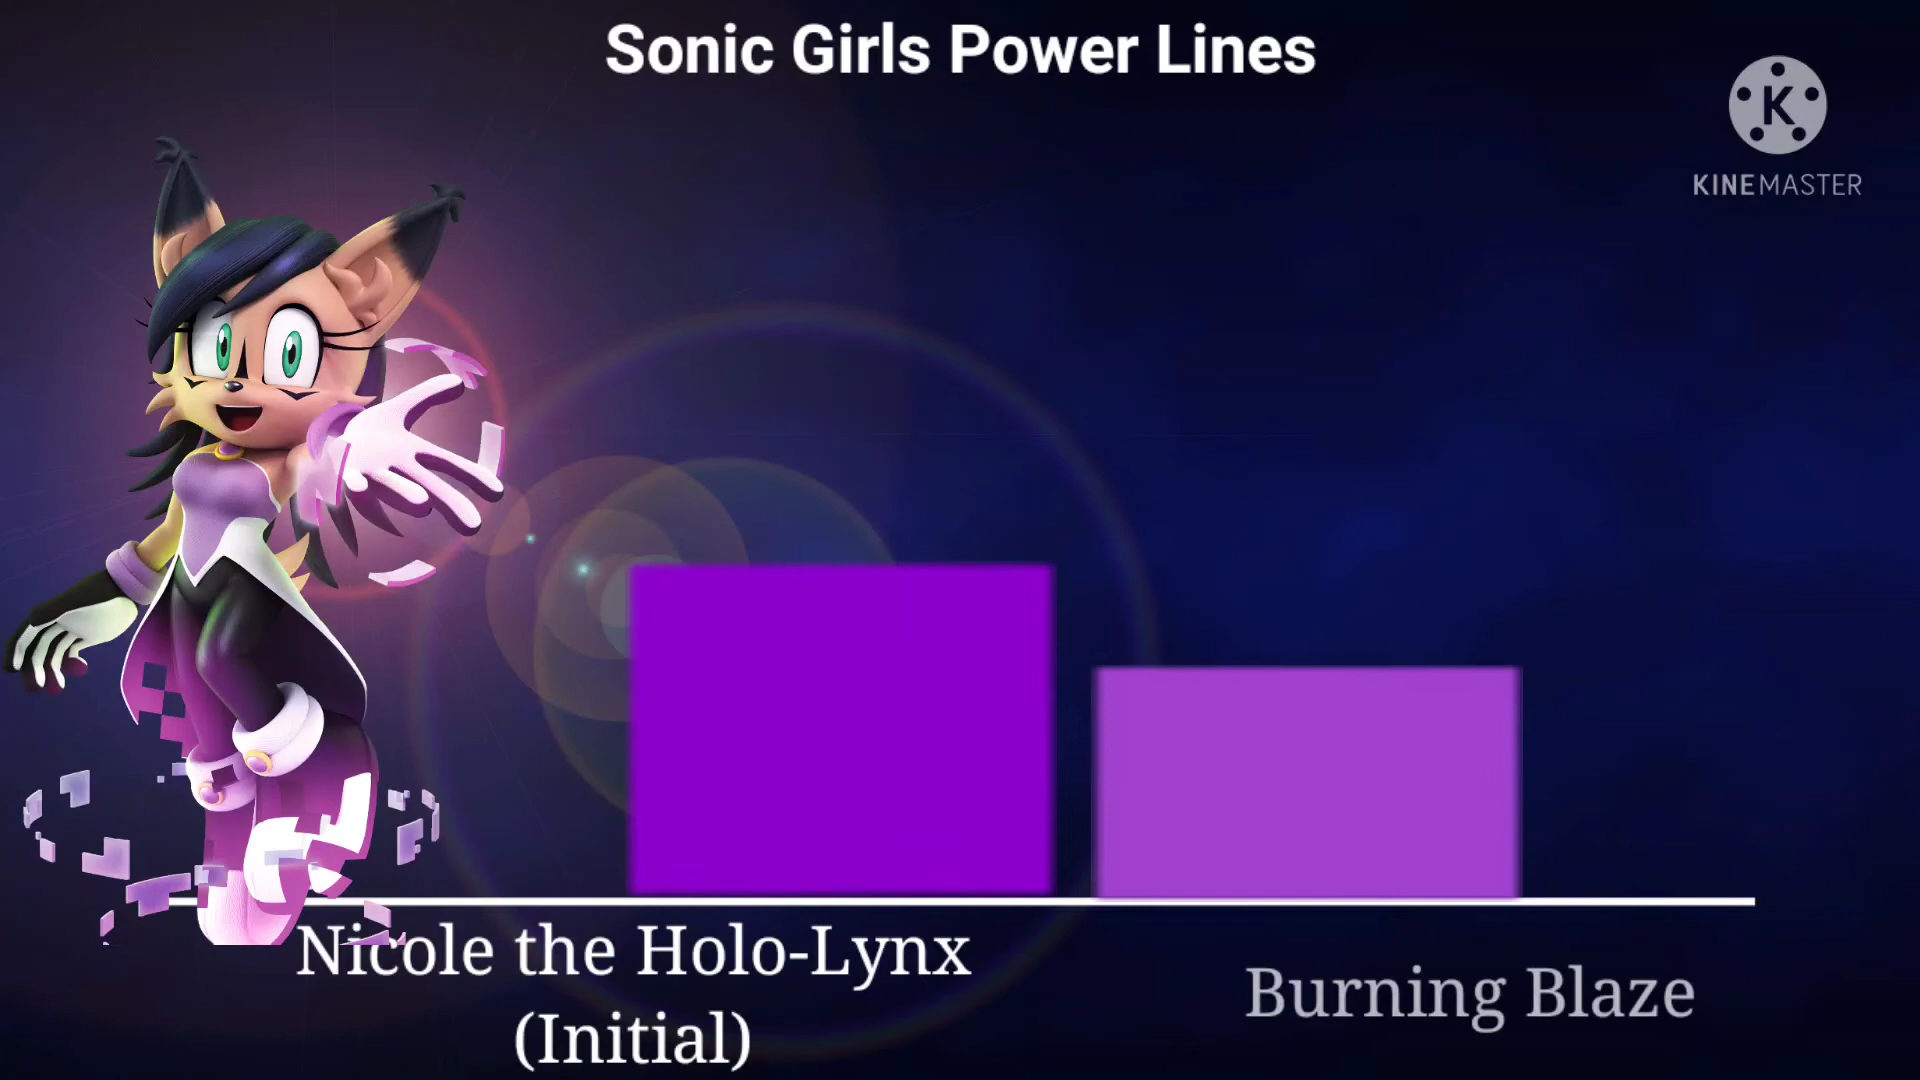 Sonic Girls Power Lines
K
KINEMASTER
Nicole the Holo-Lynx
(Initial)
Burning Blaze